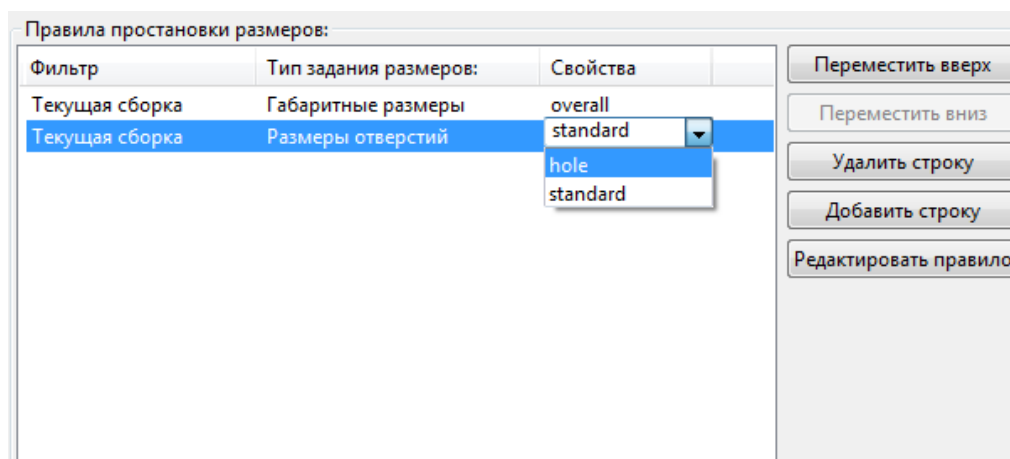 Правила простановки размеров:
Фильтр Тип задания размеров: Свойства
Текущая сборка Габаритные размеры overall
Текущая сборка Размеры отверстий standard
hole
standard
Переместить вверх
Переместить вниз
Удалить строку
Добавить строку
Редактировать правило